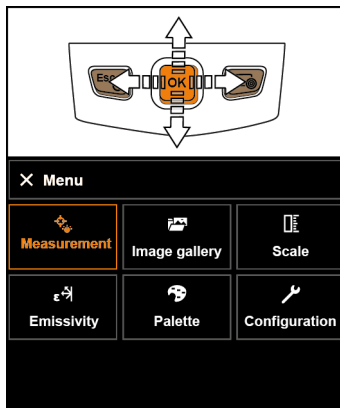 Esc
OK
Menu
Measurement
Image gallery
Scale
ε
Emissivity
Palette
Configuration